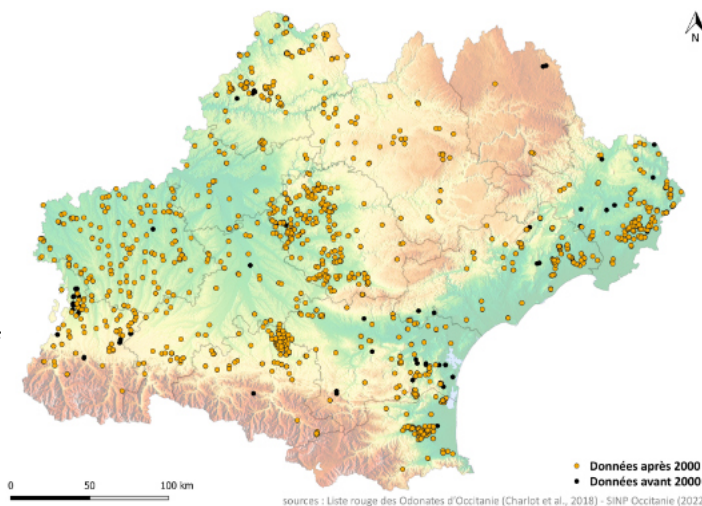 N
Données après 2000
Données avant 2000
0 50 100 km
sources : Liste rouge des Odonates d'Occitanie (Charlot et al., 2018) - SINP Occitanie (2022